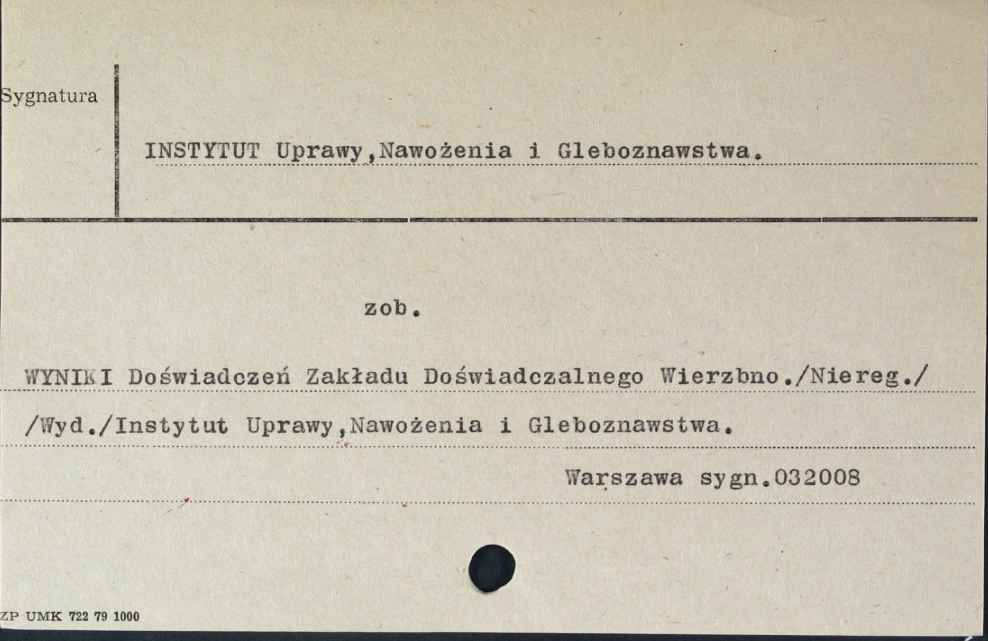 Sygnatura
INSTYTUT Uprawy,Nawożenia i Gleboznawstwa.
zob.
WYNIKI Doświadczeń Zakładu Doświadczalnego Wierzbno./Niereg./
/Wyd./Instytut Uprawy,Nawożenia i Gleboznawstwa.
Warszawa sygn.032008
ZP UMK 722 79 1000